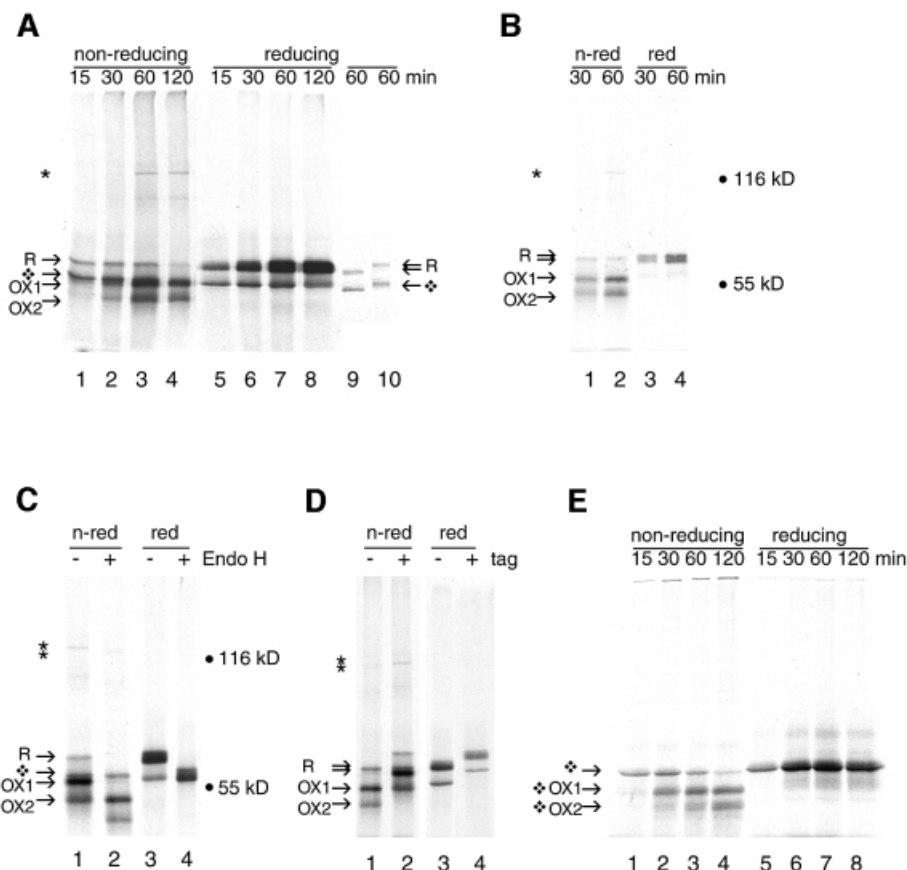 A
non-reducing reducing
15 30 60 120 15 30 60 120 60 60 min
*
R → ⇇ R
❖ → ← ❖
OX1 →
OX2 →
1 2 3 4 5 6 7 8 9 10
B
n-red red
30 60 30 60 min
*
• 116 kD
R ⇉
OX1→
• 55 kD
OX2→
1 2 3 4
C
n-red red
- + - + Endo H
*
*
• 116 kD
R →
❖ →
OX1→
• 55 kD
OX2→
1 2 3 4
D
n-red red
- + - + tag
*
*
R ⇉
OX1→
OX2→
1 2 3 4
E
non-reducing reducing
15 30 60 120 15 30 60 120 min
❖ →
❖ OX1→
❖ OX2→
1 2 3 4 5 6 7 8